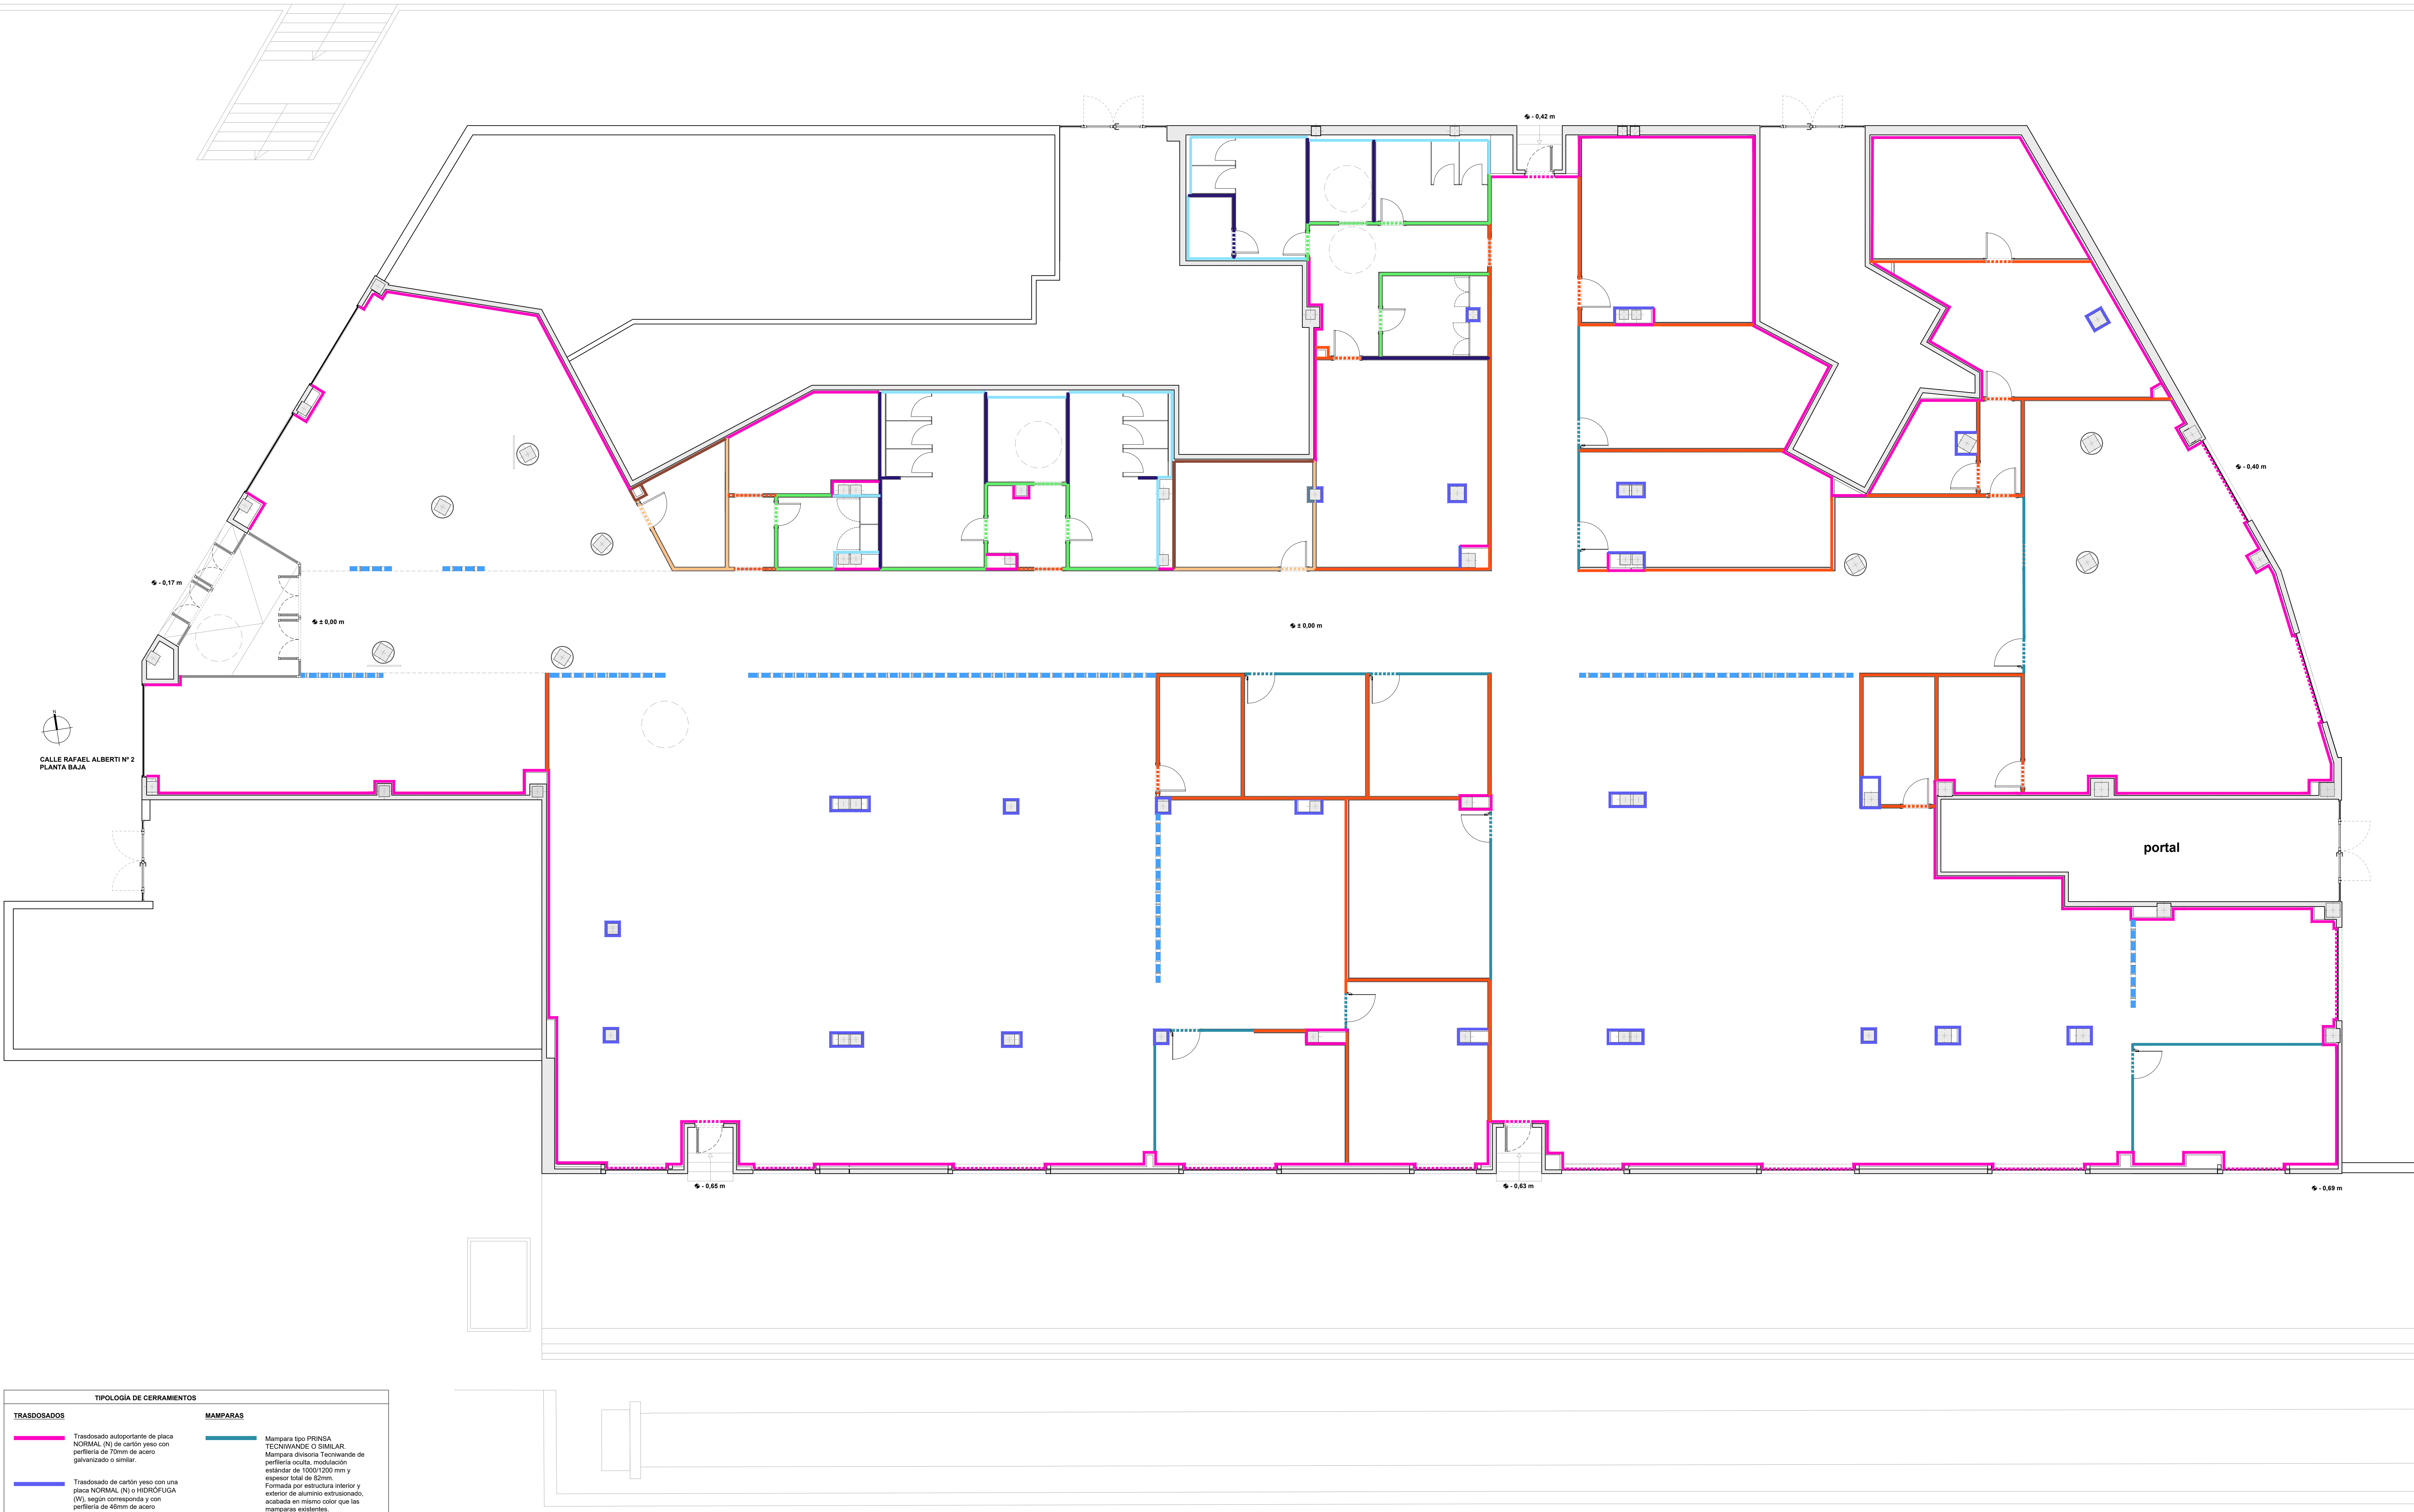 - 0,42 m
- 0,40 m
- 0,17 m
± 0,00 m
± 0,00 m
N
CALLE RAFAEL ALBERTI Nº 2
PLANTA BAJA
portal
- 0,65 m
- 0,63 m
- 0,69 m
TIPOLOGÍA DE CERRAMIENTOS
TRASDOSADOS
Trasdosado autoportante de placa
NORMAL (N) de cartón yeso con
perfilería de 70mm de acero
galvanizado o similar.
Trasdosado de cartón yeso con una
placa NORMAL (N) o HIDRÓFUGA
(W), según corresponda y con
perfilería de 46mm de acero
MAMPARAS
Mampara tipo PRINSA
TECNIWANDE O SIMILAR.
Mampara divisoria Tecniwande de
perfilería oculta, modulación
estándar de 1000/1200 mm y
espesor total de 82mm.
Formada por estructura interior y
exterior de aluminio extrusionado,
acabada en mismo color que las
mamparas existentes.